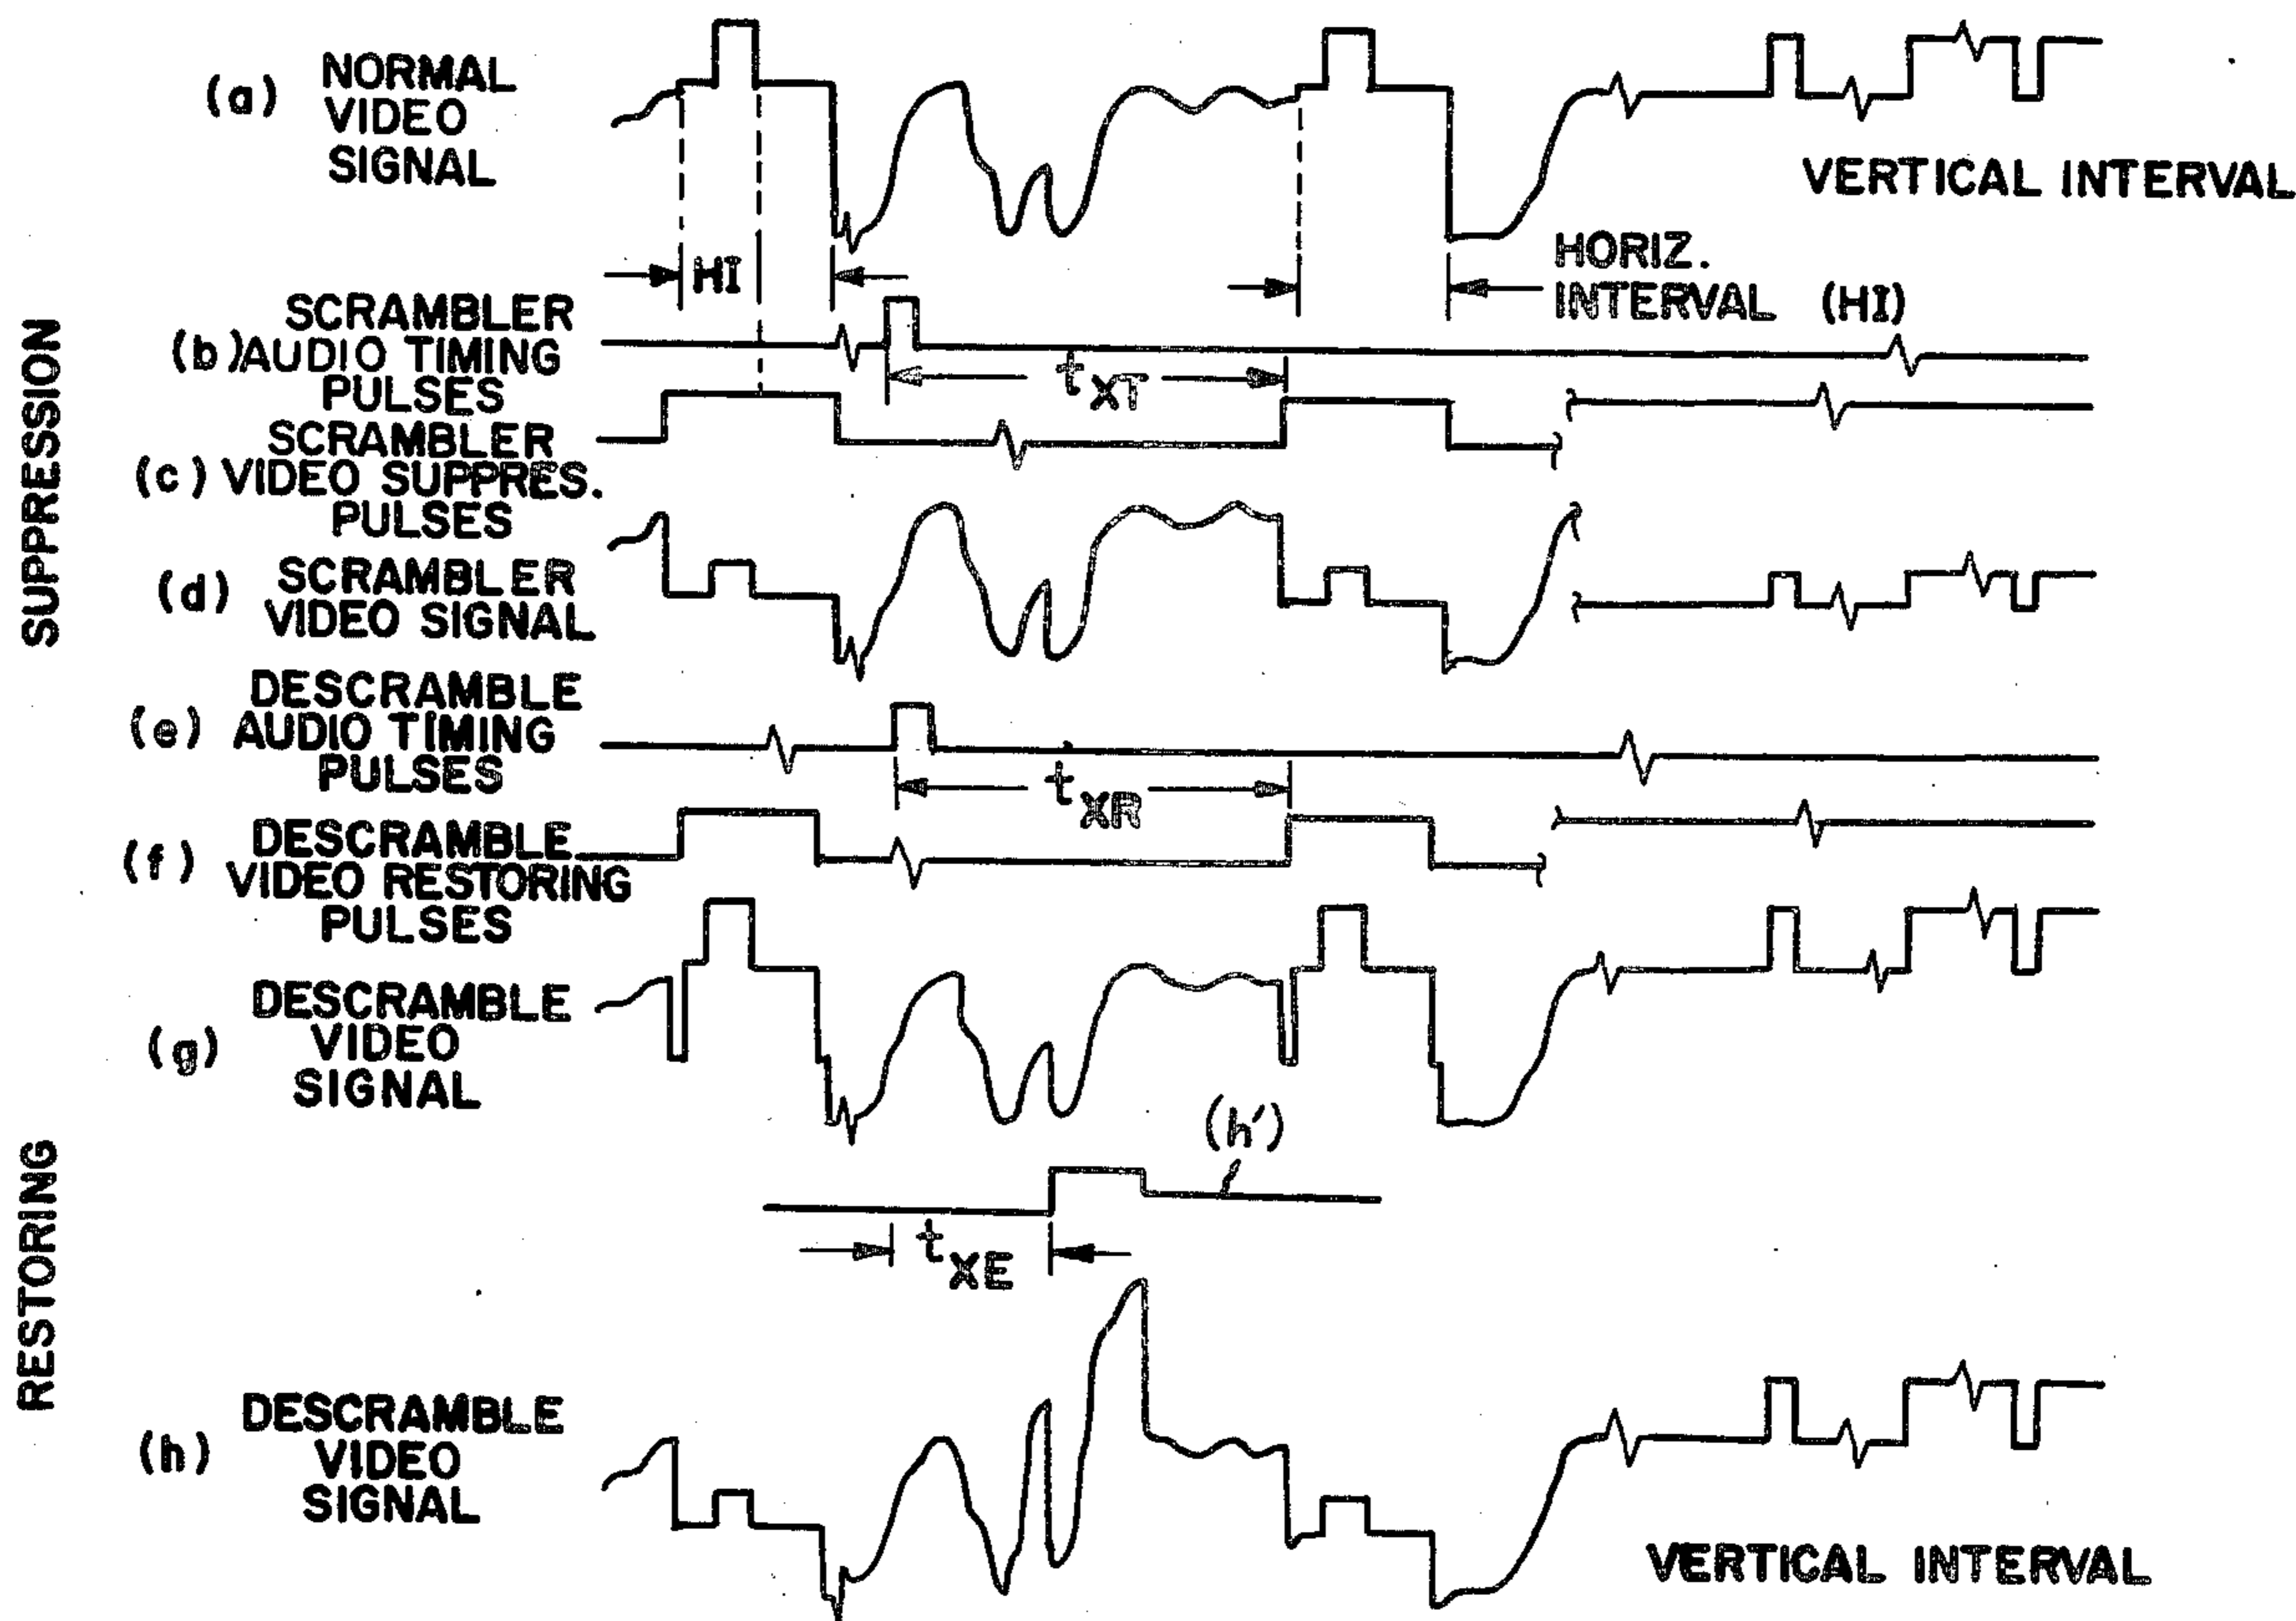 (a) NORMAL
VIDEO
SIGNAL
VERTICAL INTERVAL
HI
HORIZ.
INTERVAL (HI)
SUPPRESSION
SCRAMBLER
(b) AUDIO TIMING
PULSES
t XT
SCRAMBLER
(c) VIDEO SUPPRES.
PULSES
(d) SCRAMBLER
VIDEO SIGNAL
DESCRAMBLE
(e) AUDIO TIMING
PULSES
t XR
(f) DESCRAMBLE
VIDEO RESTORING
PULSES
(g) DESCRAMBLE
VIDEO
SIGNAL
RESTORING
(h')
t XE
(h) DESCRAMBLE
VIDEO
SIGNAL
VERTICAL INTERVAL